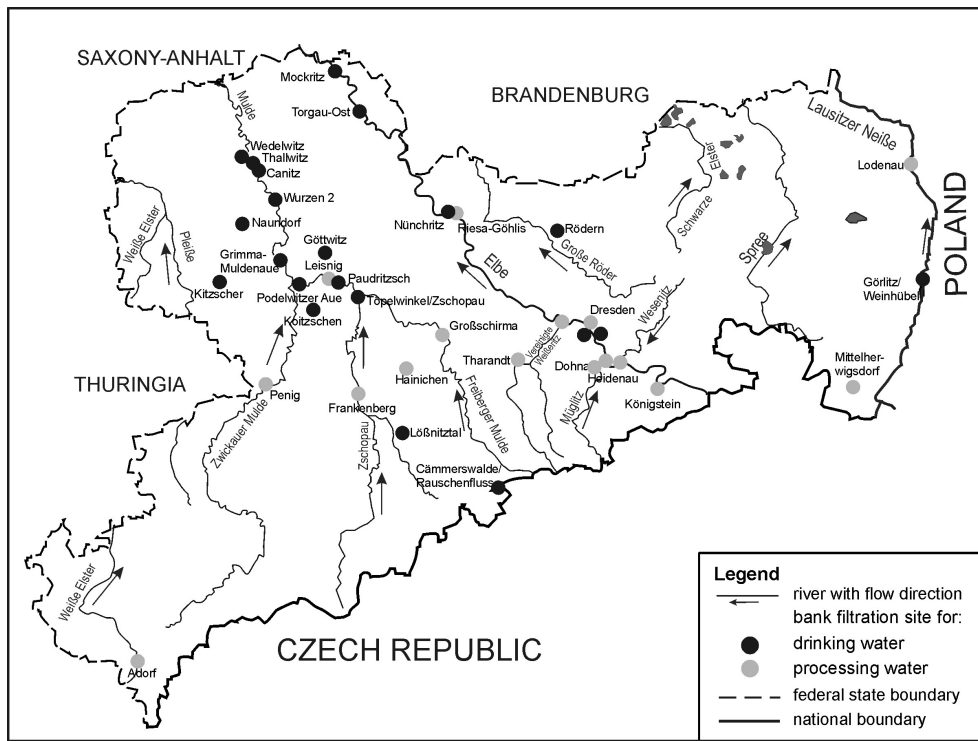 SAXONY-ANHALT
Mockritz
BRANDENBURG
Mulde
Torgau-Ost
Lausitzer Neiße
Wedelwitz
Thallwitz
Canitz
Elster
Lodenau
Wurzen 2
Weiße Elster
Pleiße
Naundorf
Nünchritz
Riesa-Göhlis
Rödern
Schwarze
Göttwitz
Grimma-
Muldenaue
Leisnig
Elbe
Große Röder
Spree
POLAND
Kitzscher
Paudritzsch
Podelwitzer Aue
Töpelwinkel/Zschopau
Görlitz/
Weinhübel
Koitzschen
Wesenitz
Dresden
Großschirma
Vereinigte
Weißeritz
Tharandt
Dohna
Heidenau
Mittelher-
wigsdorf
THURINGIA
Hainichen
Penig
Frankenberg
Königstein
Müglitz
Zwickauer Mulde
Freiberger Mulde
Lößnitztal
Zschopau
Cämmerswalde/
Rauschenfluss
Weiße Elster
CZECH REPUBLIC
Adorf
Legend
river with flow direction
bank filtration site for:
drinking water
processing water
federal state boundary
national boundary